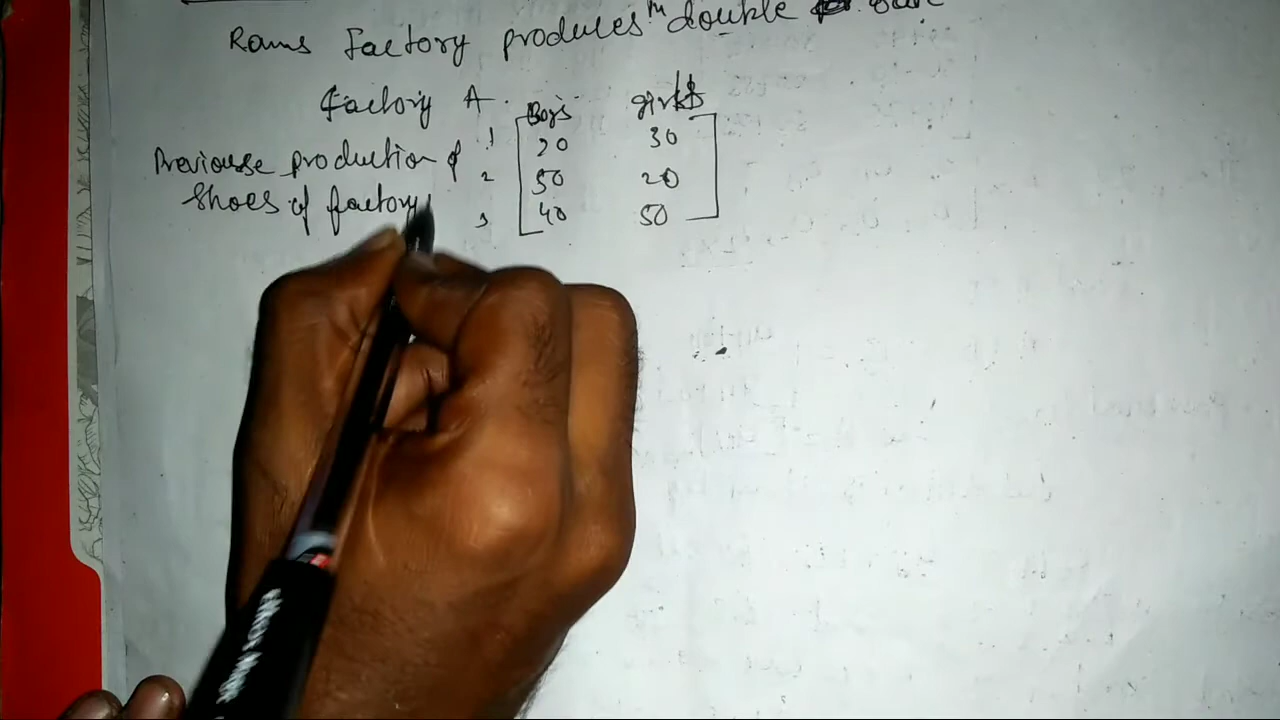 Rams factory produces in double
factory A. Boys girls
1 20 30
Previouse production of 2 50 20
Shoes of factory 3 40 50